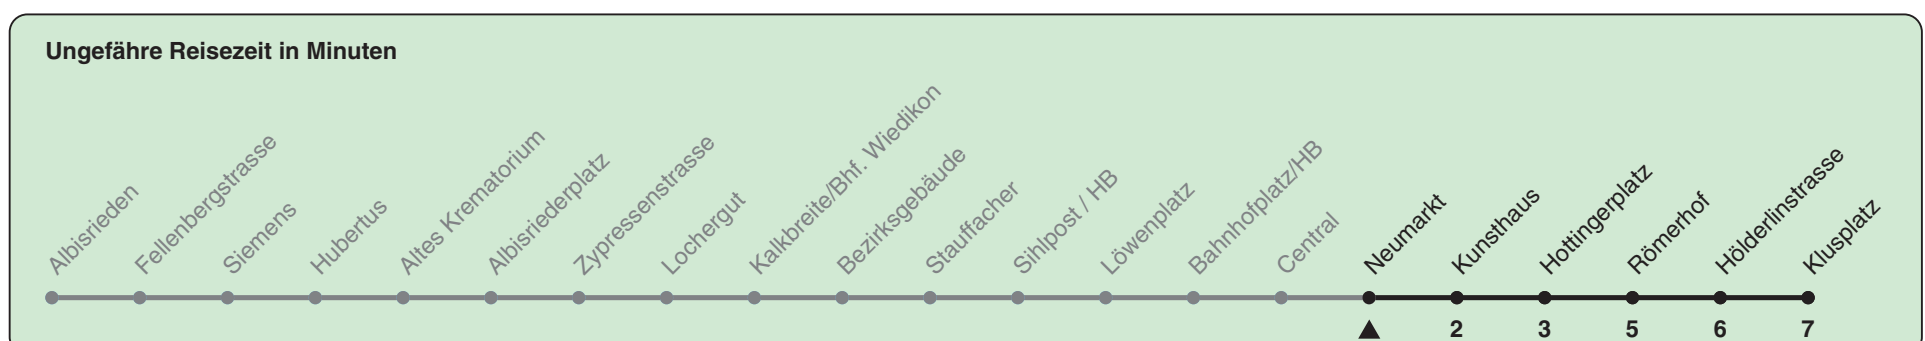 Ungefähre Reisezeit in Minuten
Albisrieden
Fellenbergstrasse
Siemens
Hubertus
Altes Krematorium
Albisriederplatz
Zypressenstrasse
Lochergut
Kalkbreite/Bhf. Wiedikon
Bezirksgebäude
Stauffacher
Sihlpost / HB
Löwenplatz
Bahnhofplatz/HB
Central
Neumarkt
Kunsthaus
Hottingerplatz
Römerhof
Hölderlinstrasse
Klusplatz
2 3 5 6 7